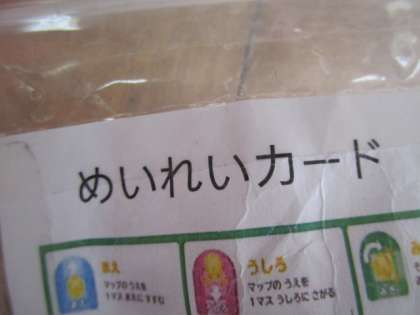 めいれいカード
まえ
マップの うえを
1マス まえに すすむ
うしろ
マップの うえを
1マス うしろに さがる